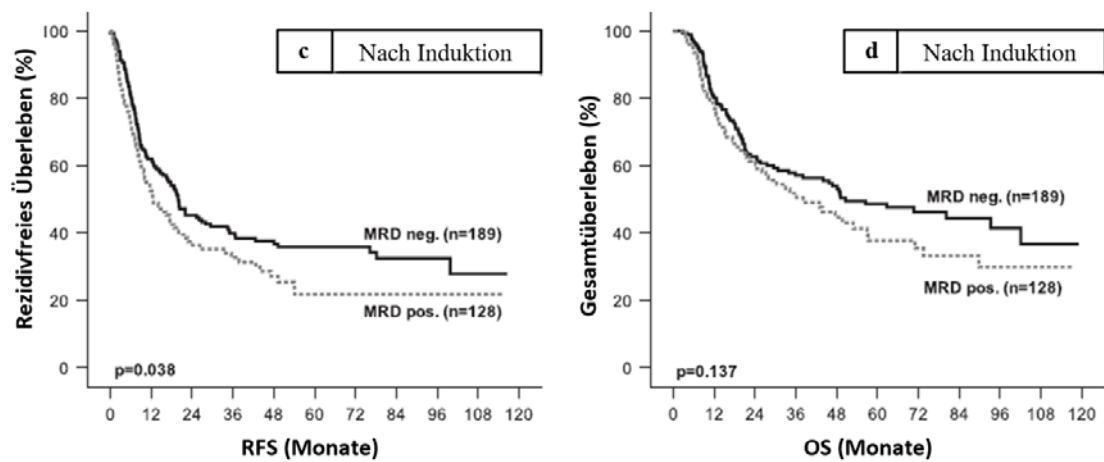 c Nach Induktion
Rezidivfreies Überleben (%)
100
80
60
40
20
0
MRD neg. (n=189)
MRD pos. (n=128)
p=0.038
0 12 24 36 48 60 72 84 96 108 120
RFS (Monate)
d Nach Induktion
Gesamtüberleben (%)
100
80
60
40
20
0
MRD neg. (n=189)
MRD pos. (n=128)
p=0.137
0 12 24 36 48 60 72 84 96 108 120
OS (Monate)